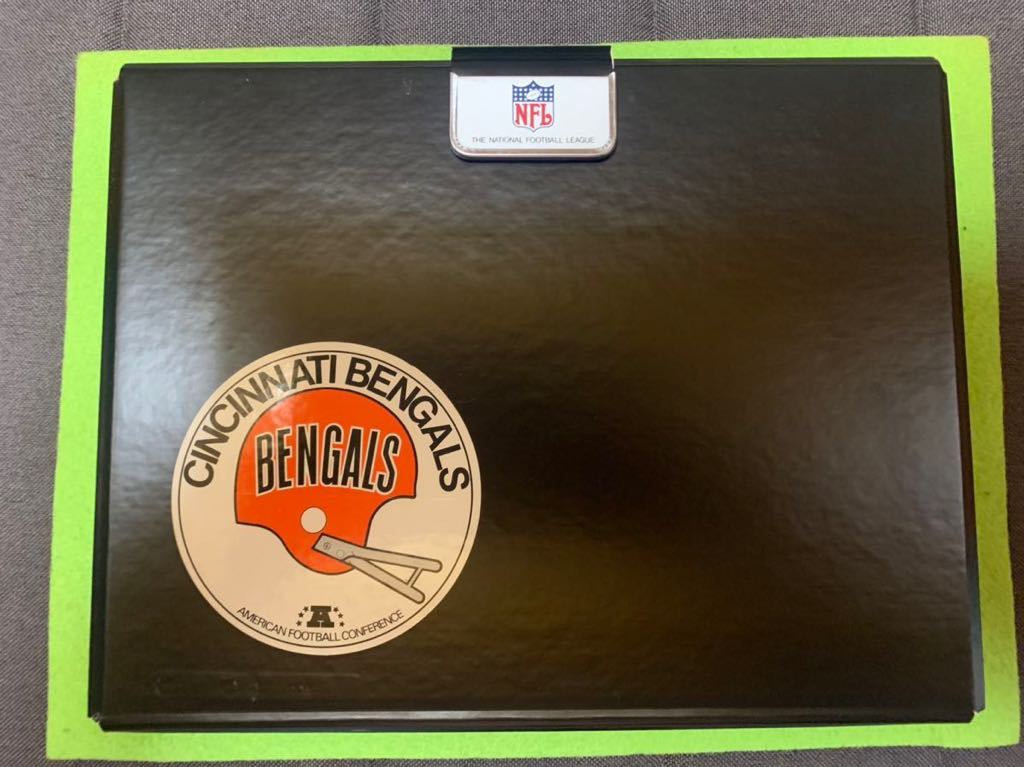 NFL
THE NATIONAL FOOTBALL LEAGUE
CINCINNATI BENGALS
BENGALS
A
AMERICAN FOOTBALL CONFERENCE